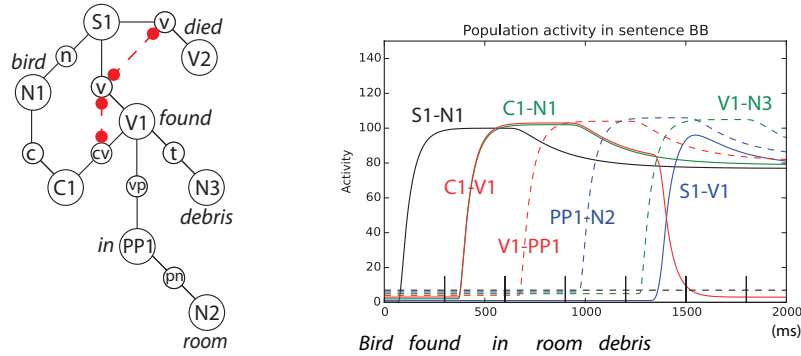 S1
v
died
n
V2
bird
v
N1
V1
found
c
cv
t
C1
vp
N3
debris
in
PP1
pn
N2
room
Population activity in sentence BB
Activity
140
120
100
80
60
40
20
0
S1-N1
C1-N1
V1-N3
C1-V1
PP1-N2
S1-V1
V1-PP1
0 500 1000 1500 2000
(ms)
Bird found in room debris